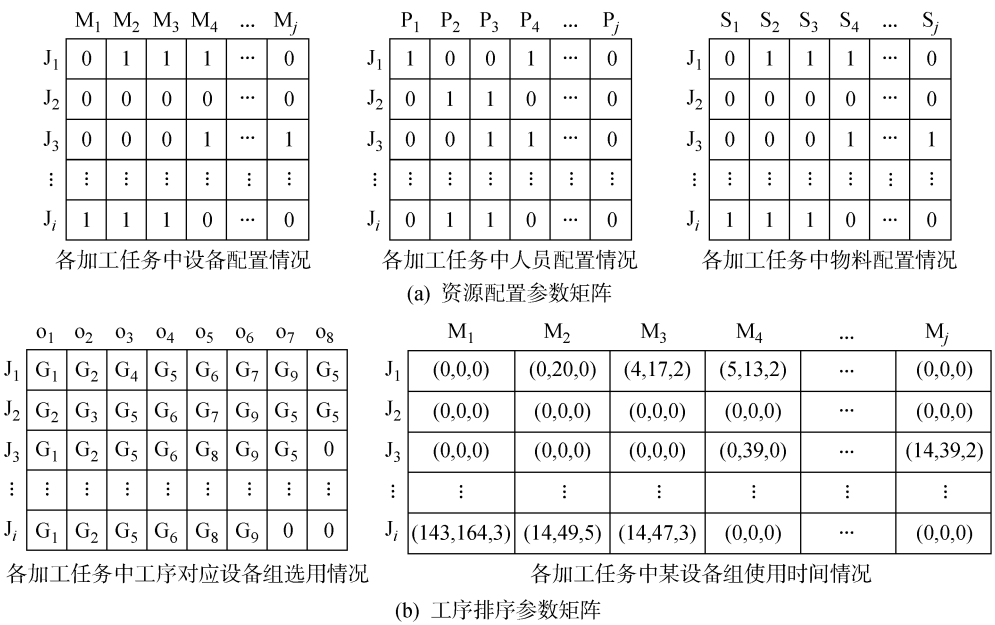 M₁ M₂ M₃ M₄ ... Mⱼ
J₁ 0 1 1 1 ··· 0
J₂ 0 0 0 0 ··· 0
J₃ 0 0 0 1 ··· 1
⋮ ⋮ ⋮ ⋮ ⋮ ⋮ ⋮
Jᵢ 1 1 1 0 ··· 0
各加工任务中设备配置情况
P₁ P₂ P₃ P₄ ... Pⱼ
J₁ 1 0 0 1 ··· 0
J₂ 0 1 1 0 ··· 0
J₃ 0 0 1 1 ··· 0
⋮ ⋮ ⋮ ⋮ ⋮ ⋮ ⋮
Jᵢ 0 1 1 0 ··· 0
各加工任务中人员配置情况
S₁ S₂ S₃ S₄ ... Sⱼ
J₁ 0 1 1 1 ··· 0
J₂ 0 0 0 0 ··· 0
J₃ 0 0 0 1 ··· 1
⋮ ⋮ ⋮ ⋮ ⋮ ⋮ ⋮
Jᵢ 1 1 1 0 ··· 0
各加工任务中物料配置情况
(a) 资源配置参数矩阵
o₁ o₂ o₃ o₄ o₅ o₆ o₇ o₈
J₁ G₁ G₂ G₄ G₅ G₆ G₇ G₉ G₅
J₂ G₂ G₃ G₅ G₆ G₇ G₉ G₅ G₅
J₃ G₁ G₂ G₅ G₆ G₈ G₉ G₅ 0
⋮ ⋮ ⋮ ⋮ ⋮ ⋮ ⋮ ⋮ ⋮
Jᵢ G₁ G₂ G₅ G₆ G₈ G₉ 0 0
各加工任务中工序对应设备组选用情况
M₁ M₂ M₃ M₄ ... Mⱼ
J₁ (0,0,0) (0,20,0) (4,17,2) (5,13,2) ··· (0,0,0)
J₂ (0,0,0) (0,0,0) (0,0,0) (0,0,0) ··· (0,0,0)
J₃ (0,0,0) (0,0,0) (0,0,0) (0,39,0) ··· (14,39,2)
⋮ ⋮ ⋮ ⋮ ⋮ ⋮ ⋮
Jᵢ (143,164,3) (14,49,5) (14,47,3) (0,0,0) ··· (0,0,0)
各加工任务中某设备组使用时间情况
(b) 工序排序参数矩阵